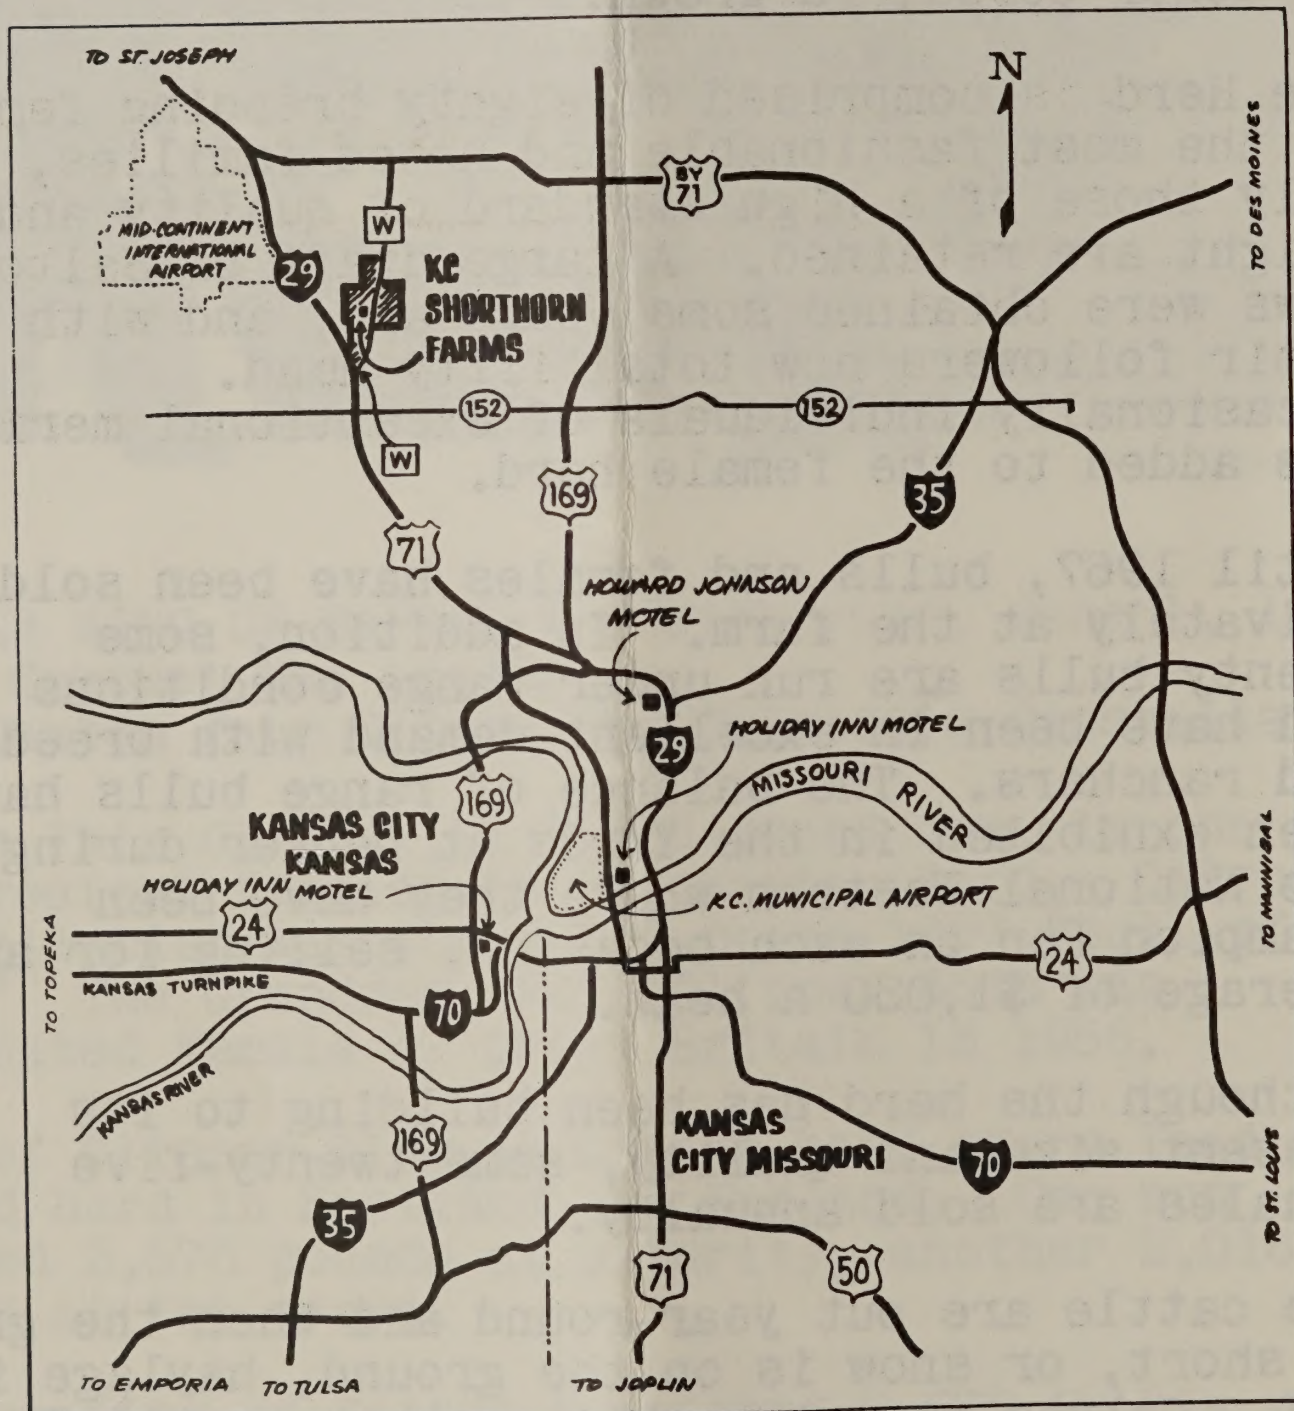 TO ST. JOSEPH
N
BY
71
TO DES MOINES
MID-CONTINENT
INTERNATIONAL
AIRPORT
W
29
KC
SHORTHORN
FARMS
152
152
W
169
35
71
HOWARD JOHNSON
MOTEL
HOLIDAY INN MOTEL
29
MISSOURI RIVER
169
KANSAS CITY
KANSAS
HOLIDAY INN
MOTEL
K.C. MUNICIPAL AIRPORT
TO HANNIBAL
24
24
TO TOPEKA
KANSAS TURNPIKE
70
KANSAS RIVER
169
KANSAS
CITY MISSOURI
70
TO ST. LOUIS
35
71
50
TO EMPORIA
TO TULSA
TO JOPLIN